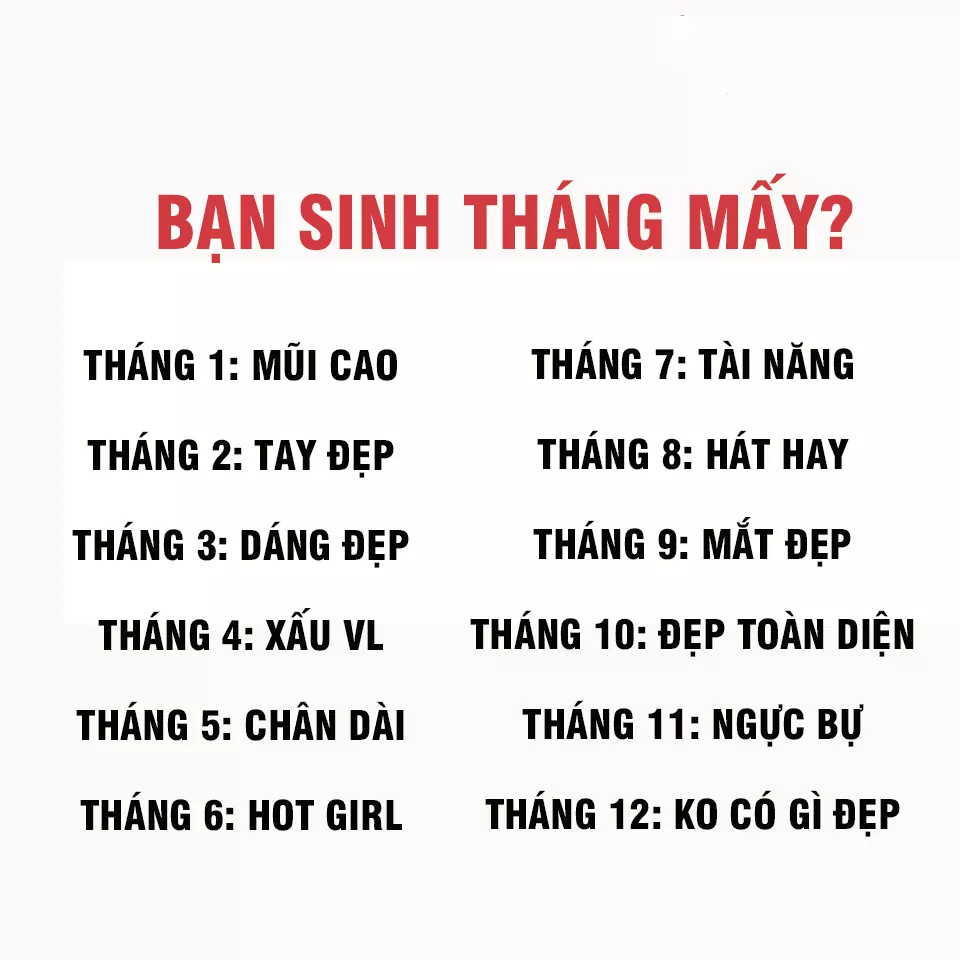 BẠN SINH THÁNG MẤY?
THÁNG 1: MŨI CAO
THÁNG 2: TAY ĐẸP
THÁNG 3: DÁNG ĐẸP
THÁNG 4: XẤU VL
THÁNG 5: CHÂN DÀI
THÁNG 6: HOT GIRL
THÁNG 7: TÀI NĂNG
THÁNG 8: HÁT HAY
THÁNG 9: MẮT ĐẸP
THÁNG 10: ĐẸP TOÀN DIỆN
THÁNG 11: NGỰC BỰ
THÁNG 12: KO CÓ GÌ ĐẸP